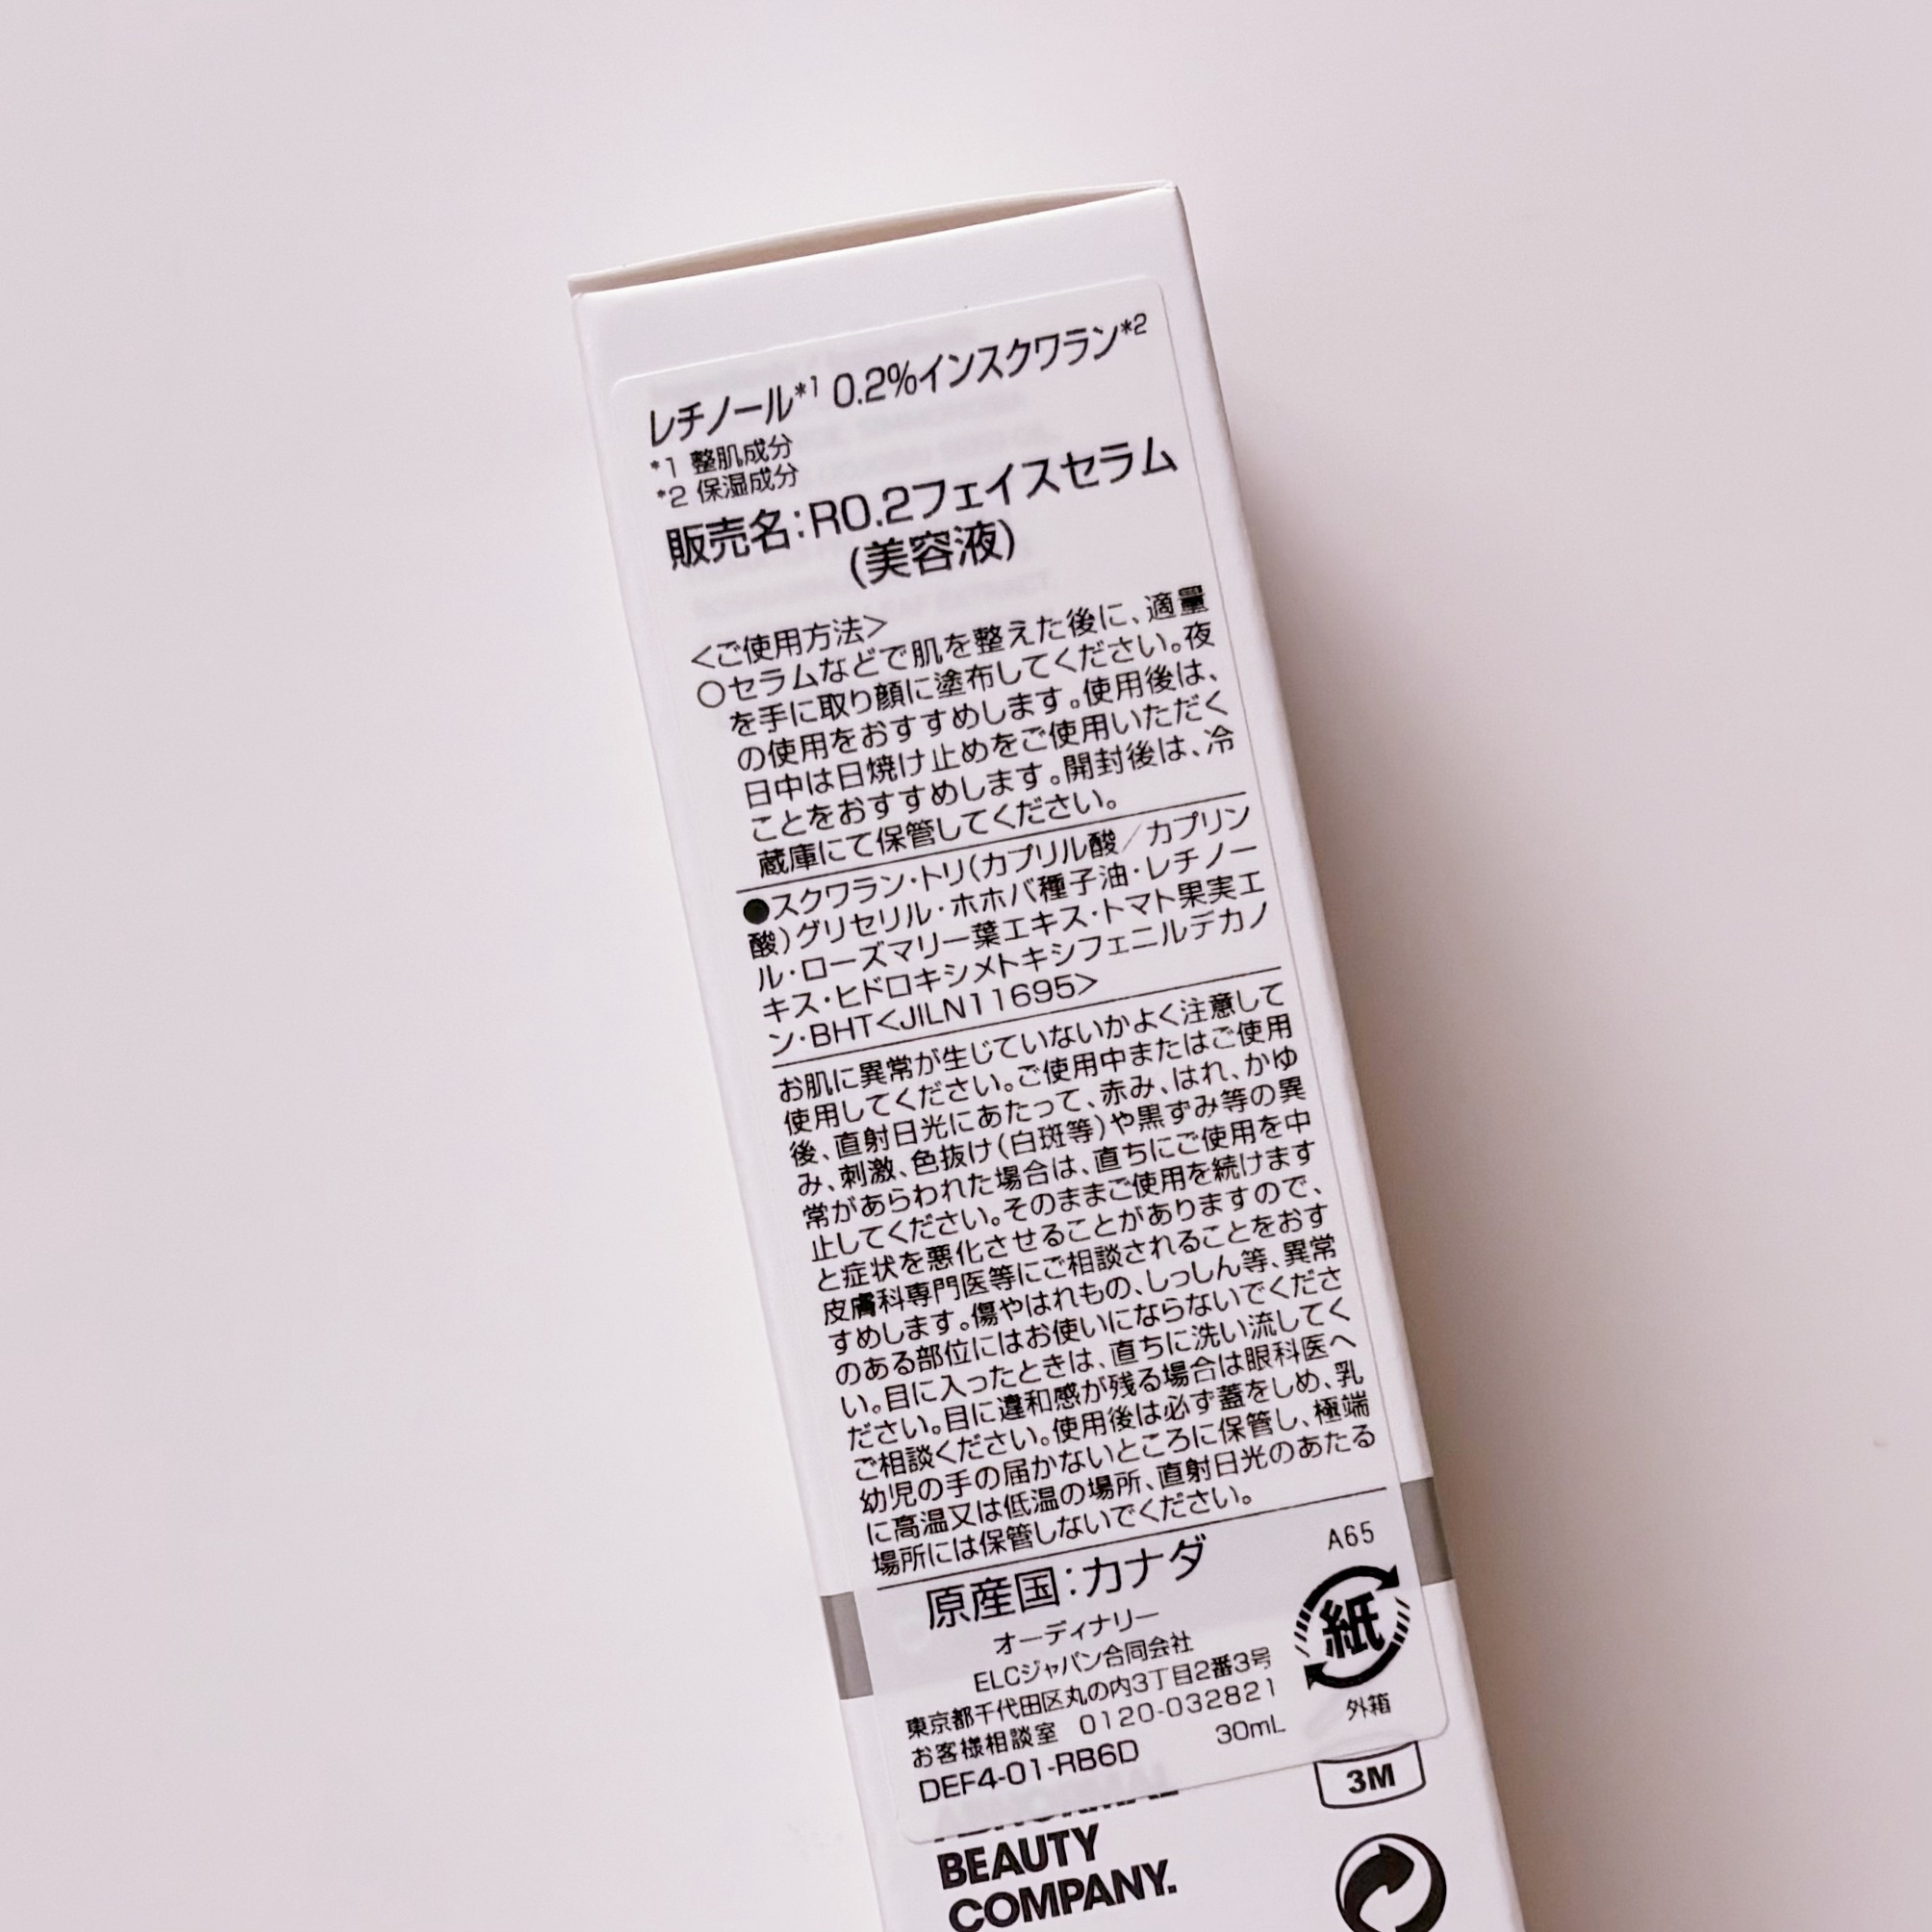 レチノール*1 0.2%インスクワラン*2
*1 整肌成分
*2 保湿成分
販売名:R0.2フェイスセラム
(美容液)
<ご使用方法>
○セラムなどで肌を整えた後に、適量
を手に取り顔に塗布してください。夜
の使用をおすすめします。使用後は、
日中は日焼け止めをご使用いただく
ことをおすすめします。開封後は、冷
蔵庫にて保管してください。
●スクワラン・トリ(カプリル酸/カプリン
酸)グリセリル・ホホバ種子油・レチノー
ル・ローズマリー葉エキス・トマト果実エ
キス・ヒドロキシメトキシフェニルデカノ
ン・BHT<JILN11695>
お肌に異常が生じていないかよく注意して
使用してください。ご使用中またはご使用
後、直射日光にあたって、赤み、はれ、かゆ
み、刺激、色抜け(白斑等)や黒ずみ等の異
常があらわれた場合は、直ちにご使用を中
止してください。そのままご使用を続けます
と症状を悪化させることがありますので、
皮膚科専門医等にご相談されることをおす
すめします。傷やはれもの、しっしん等、異常
のある部位にはお使いにならないでくださ
い。目に入ったときは、直ちに洗い流してく
ださい。目に違和感が残る場合は眼科医へ
ご相談ください。使用後は必ず蓋をしめ、乳
幼児の手の届かないところに保管し、極端
に高温又は低温の場所、直射日光のあたる
場所には保管しないでください。
原産国:カナダ
A65
オーディナリー
ELCジャパン合同会社
東京都千代田区丸の内3丁目2番3号
お客様相談室 0120-032821
DEF4-01-RB6D 30mL
紙
外箱
3M
BEAUTY
COMPANY.